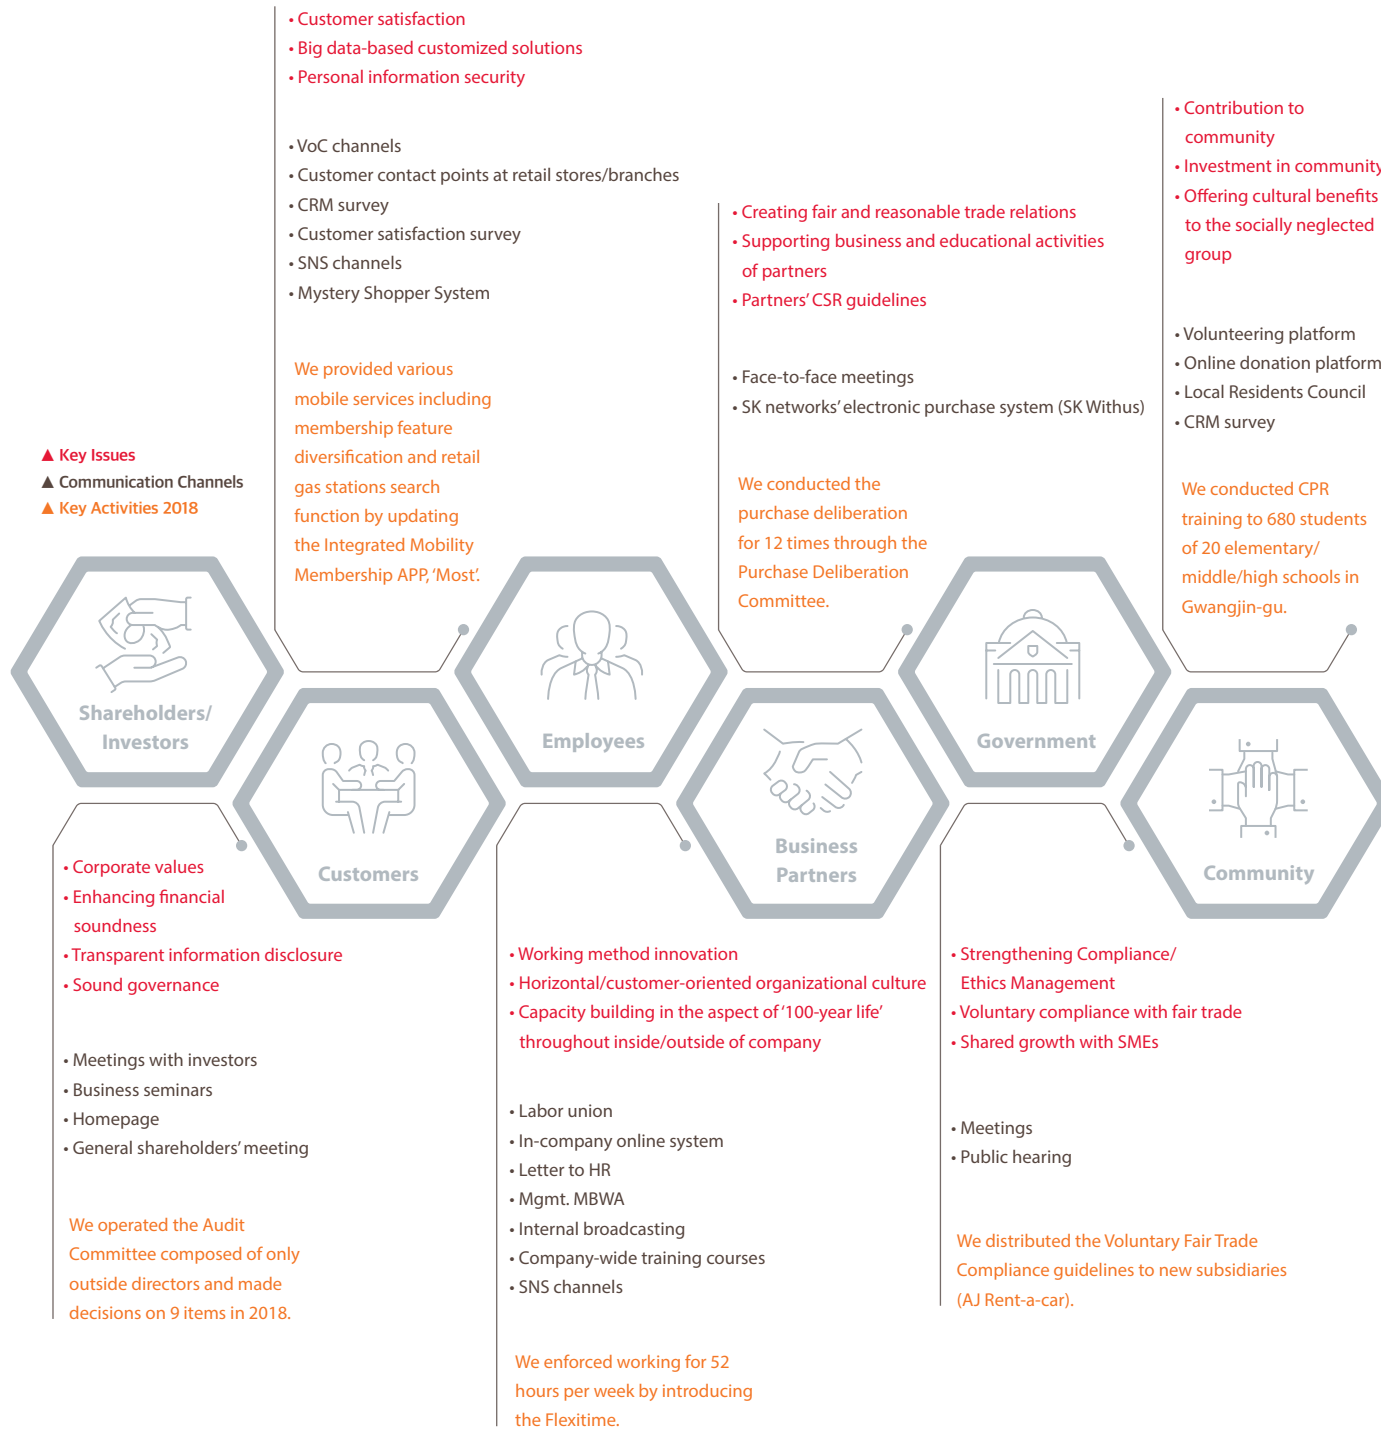 • Customer satisfaction
• Big data-based customized solutions
• Personal information security
• VoC channels
• Customer contact points at retail stores/branches
• CRM survey
• Customer satisfaction survey
• SNS channels
• Mystery Shopper System
We provided various
mobile services including
membership feature
diversification and retail
gas stations search
function by updating
the Integrated Mobility
Membership APP, ‘Most’.
• Creating fair and reasonable trade relations
• Supporting business and educational activities
of partners
• Partners’ CSR guidelines
• Face-to-face meetings
• SK networks’ electronic purchase system (SK Withus)
We conducted the
purchase deliberation
for 12 times through the
Purchase Deliberation
Committee.
• Contribution to
community
• Investment in community
• Offering cultural benefits
to the socially neglected
group
• Volunteering platform
• Online donation platform
• Local Residents Council
• CRM survey
We conducted CPR
training to 680 students
of 20 elementary/
middle/high schools in
Gwangjin-gu.
▲ Key Issues
▲ Communication Channels
▲ Key Activities 2018
Shareholders/
Investors
Customers
Employees
Business
Partners
Government
Community
• Corporate values
• Enhancing financial
soundness
• Transparent information disclosure
• Sound governance
• Meetings with investors
• Business seminars
• Homepage
• General shareholders’ meeting
We operated the Audit
Committee composed of only
outside directors and made
decisions on 9 items in 2018.
• Working method innovation
• Horizontal/customer-oriented organizational culture
• Capacity building in the aspect of ‘100-year life’
throughout inside/outside of company
• Labor union
• In-company online system
• Letter to HR
• Mgmt. MBWA
• Internal broadcasting
• Company-wide training courses
• SNS channels
We enforced working for 52
hours per week by introducing
the Flexitime.
• Strengthening Compliance/
Ethics Management
• Voluntary compliance with fair trade
• Shared growth with SMEs
• Meetings
• Public hearing
We distributed the Voluntary Fair Trade
Compliance guidelines to new subsidiaries
(AJ Rent-a-car).